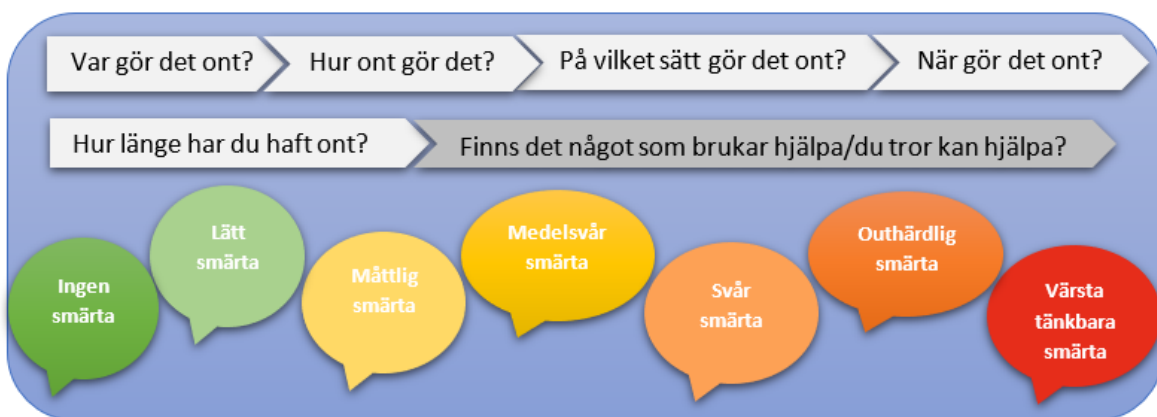 Var gör det ont?
Hur ont gör det?
På vilket sätt gör det ont?
När gör det ont?
Hur länge har du haft ont?
Finns det något som brukar hjälpa/du tror kan hjälpa?
Ingen
smärta
Lätt
smärta
Måttlig
smärta
Medelsvår
smärta
Svår
smärta
Outhärdlig
smärta
Värsta
tänkbara
smärta